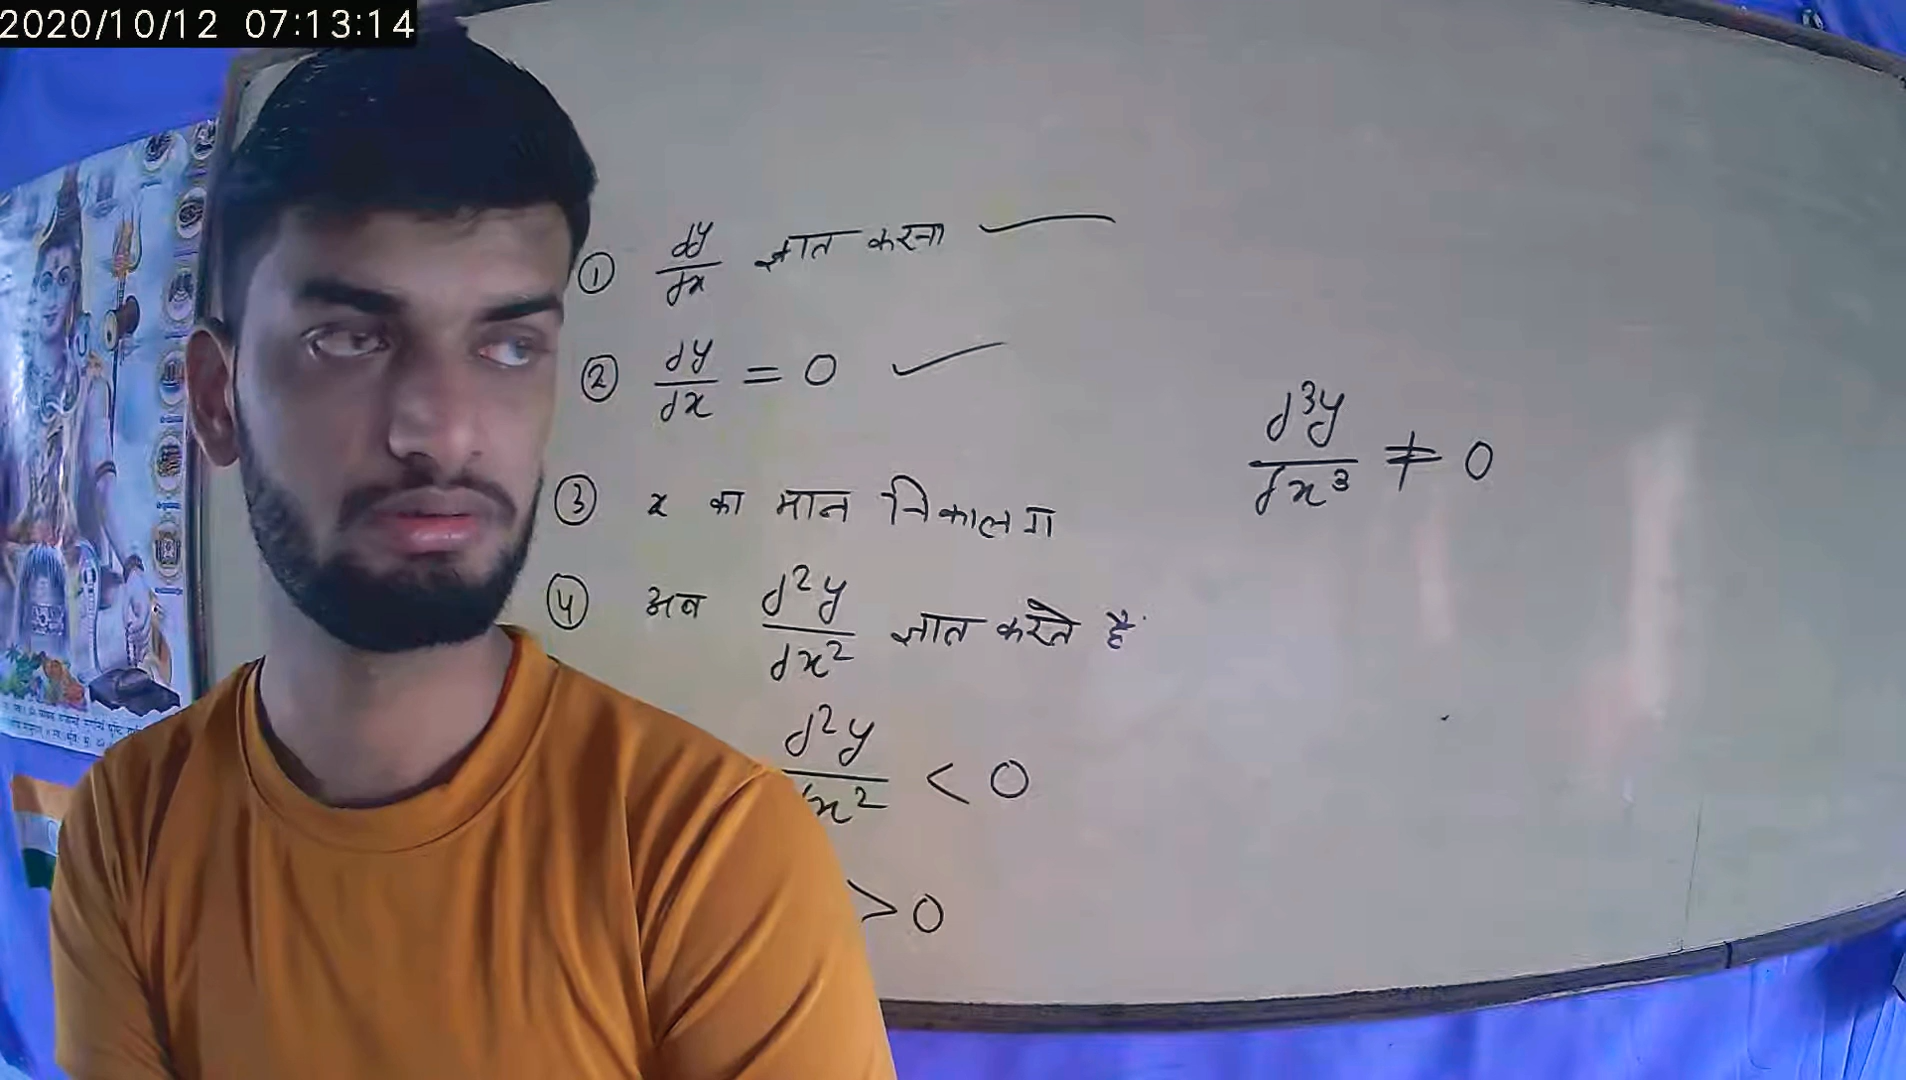 2020/10/12 07:13:14
① dy/dx ज्ञात करना
② dy/dx = 0
③ x का मान निकालना
④ अब d²y/dx² ज्ञात करते है
d²y/dx² < 0
> 0
d³y/dx³ ≠ 0